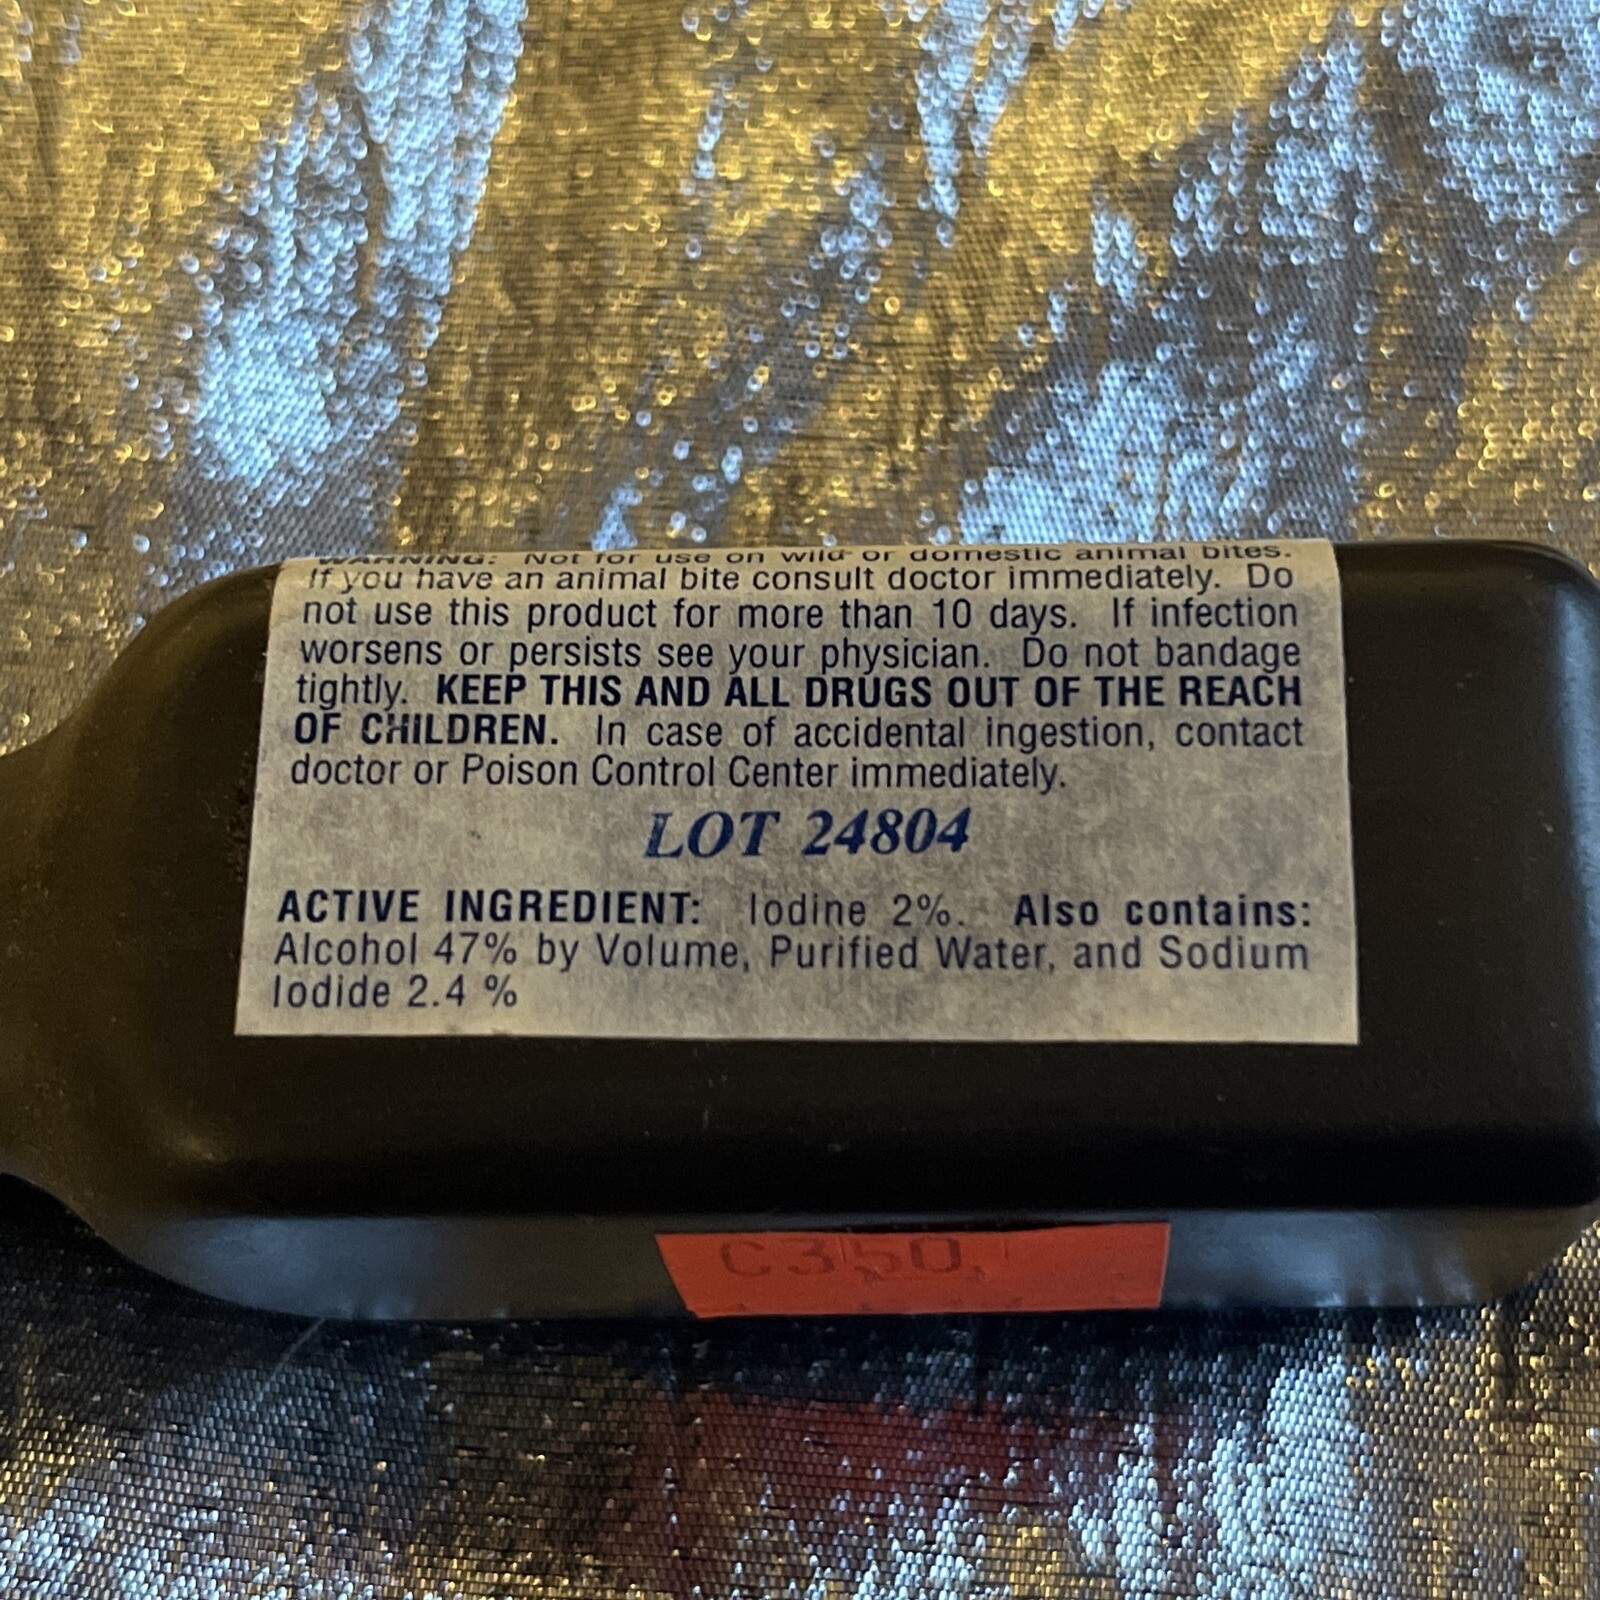 WARNING: Not for use on wild or domestic animal bites.
If you have an animal bite consult doctor immediately. Do
not use this product for more than 10 days. If infection
worsens or persists see your physician. Do not bandage
tightly. KEEP THIS AND ALL DRUGS OUT OF THE REACH
OF CHILDREN. In case of accidental ingestion, contact
doctor or Poison Control Center immediately.
LOT 24804
ACTIVE INGREDIENT: Iodine 2%. Also contains:
Alcohol 47% by Volume, Purified Water, and Sodium
Iodide 2.4 %